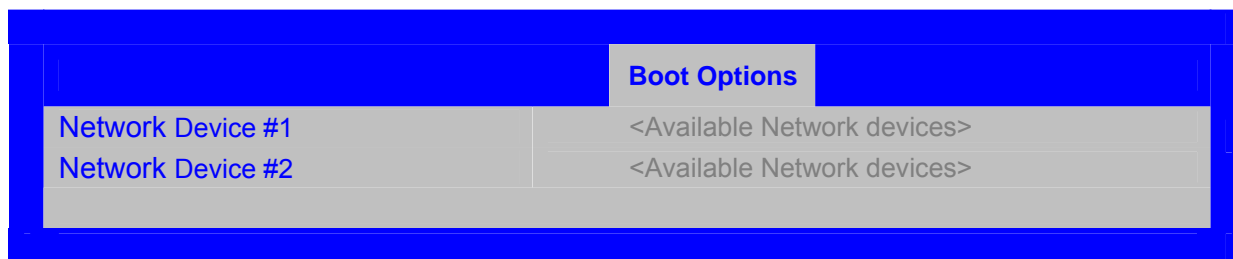 Boot Options
Network Device #1 <Available Network devices>
Network Device #2 <Available Network devices>